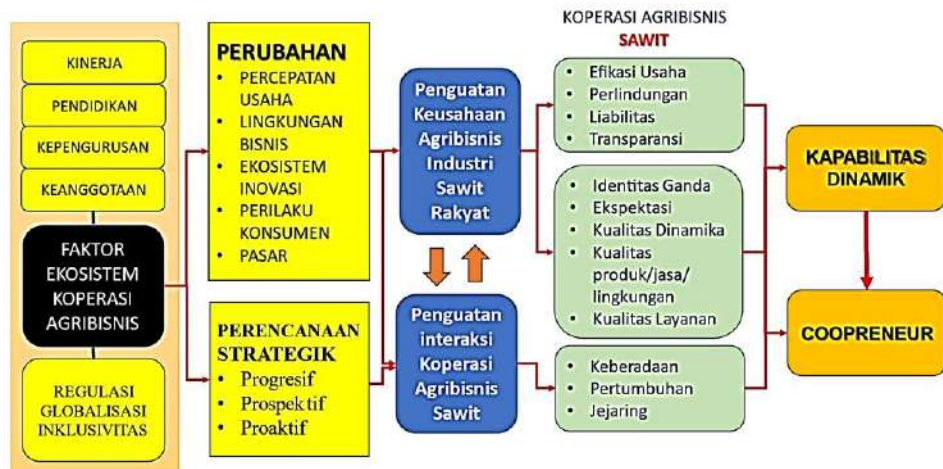 KINERJA
PENDIDIKAN
KEPENGURUSAN
KEANGGOTAAN
FAKTOR
EKOSISTEM
KOPERASI
AGRIBISNIS
REGULASI
GLOBALISASI
INKLUSIVITAS
PERUBAHAN
• PERCEPATAN
USAHA
• LINGKUNGAN
BISNIS
• EKOSISTEM
INOVASI
• PERILAKU
KONSUMEN
• PASAR
PERENCANAAN
STRATEGIK
• Progresif
• Prospektif
• Proaktif
Penguatan
Keusahaan
Agribisnis
Industri
Sawit
Rakyat
Penguatan
interaksi
Koperasi
Agribisnis
Sawit
KOPERASI AGRIBISNIS
SAWIT
• Efikasi Usaha
• Perlindungan
• Liabilitas
• Transparansi
• Identitas Ganda
• Ekspektasi
• Kualitas Dinamika
• Kualitas
produk/jasa/
lingkungan
• Kualitas Layanan
• Keberadaan
• Pertumbuhan
• Jejaring
KAPABILITAS
DINAMIK
COOPRENEUR